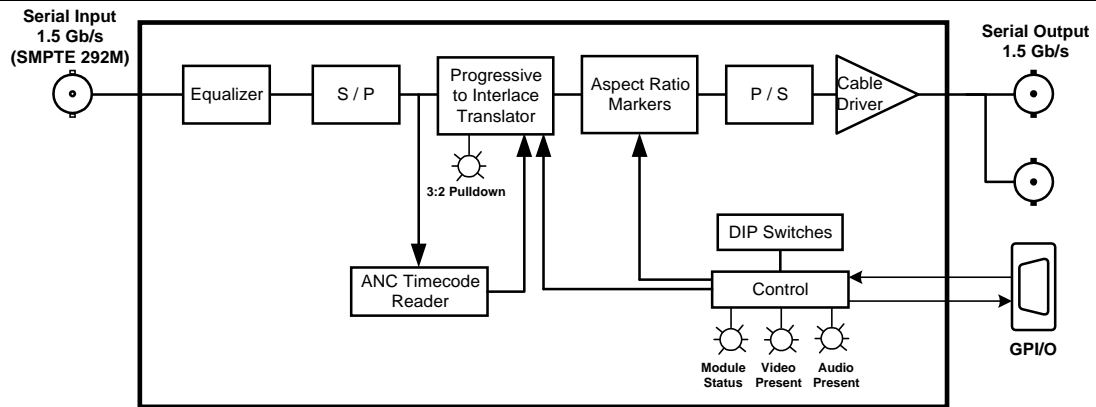 Serial Input
1.5 Gb/s
(SMPTE 292M)
Serial Output
1.5 Gb/s
Equalizer
S / P
Progressive
to Interlace
Translator
Aspect Ratio
Markers
P / S
Cable
Driver
3:2 Pulldown
DIP Switches
ANC Timecode
Reader
Control
GPI/O
Module
Status
Video
Present
Audio
Present